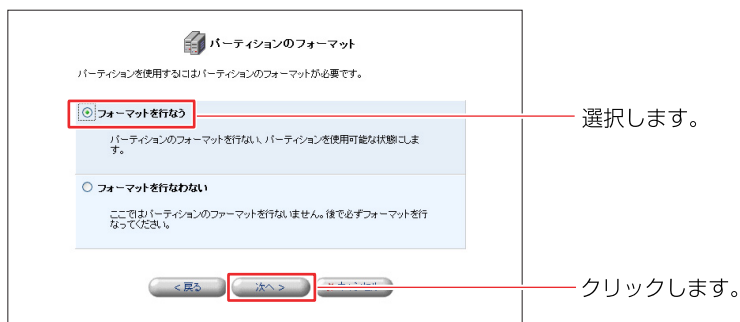 パーティションのフォーマット
パーティションを使用するにはパーティションのフォーマットが必要です。
フォーマットを行なう
選択します。
パーティションのフォーマットを行ない、パーティションを使用可能な状態にしま
す。
フォーマットを行なわない
ここではパーティションのファーマットを行ないません。後で必ずフォーマットを行
なってください。
<戻る
次へ>
クリックします。